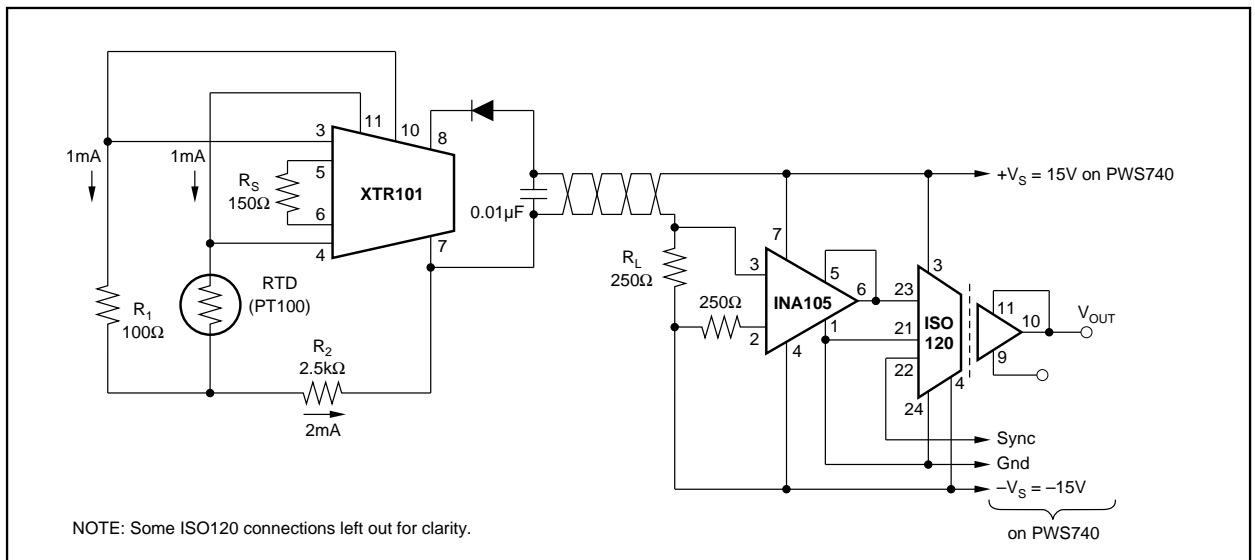 11
10
8
3
1mA
1mA
5
R_S
150Ω
XTR101
6
4
7
0.01µF
+V_S = 15V on PWS740
RTD
(PT100)
R_1
100Ω
R_2
2.5kΩ
2mA
R_L
250Ω
250Ω
7
3
5
6
INA105
2
1
4
3
23
21
ISO
120
22
4
24
11
10
9
V_OUT
Sync
Gnd
–V_S = –15V
on PWS740
NOTE: Some ISO120 connections left out for clarity.